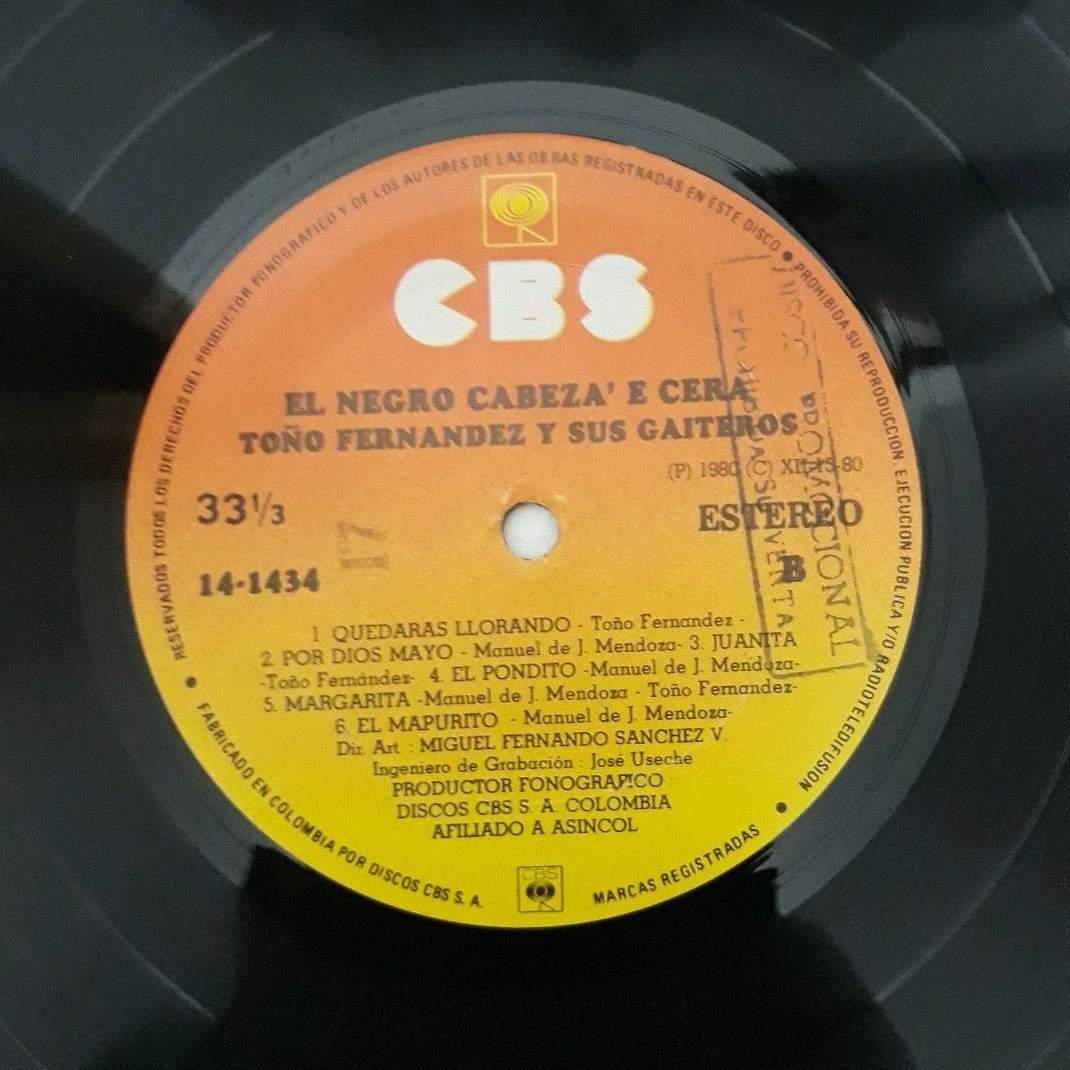 RESERVADOS TODOS LOS DERECHOS DEL PRODUCTOR FONOGRAFICO Y DE LOS AUTORES DE LAS OBRAS REGISTRADAS EN ESTE DISCO • PROHIBIDA SU REPRODUCCION, EJECUCION PUBLICA Y/O RADIOTELEDIFUSION •
CBS
EL NEGRO CABEZA' E CERA
TOÑO FERNANDEZ Y SUS GAITEROS
(P) 1980 (C) XII-15-80
33 1/3
ESTEREO
14-1434
B
1. QUEDARAS LLORANDO - Toño Fernandez -
2. POR DIOS MAYO - Manuel de J. Mendoza- 3. JUANITA
-Toño Fernández- 4. EL PONDITO -Manuel de J. Mendoza-
5. MARGARITA -Manuel de J. Mendoza - Toño Fernandez-
6. EL MAPURITO - Manuel de J. Mendoza-
Dir. Art : MIGUEL FERNANDO SANCHEZ V.
Ingeniero de Grabación : José Useche
PRODUCTOR FONOGRAFICO :
DISCOS CBS S. A. COLOMBIA
AFILIADO A ASINCOL
DISCO PROMOCIONAL
PROHIBIDA SU VENTA
• FABRICADO EN COLOMBIA POR DISCOS CBS S. A.
CBS
MARCAS REGISTRADAS